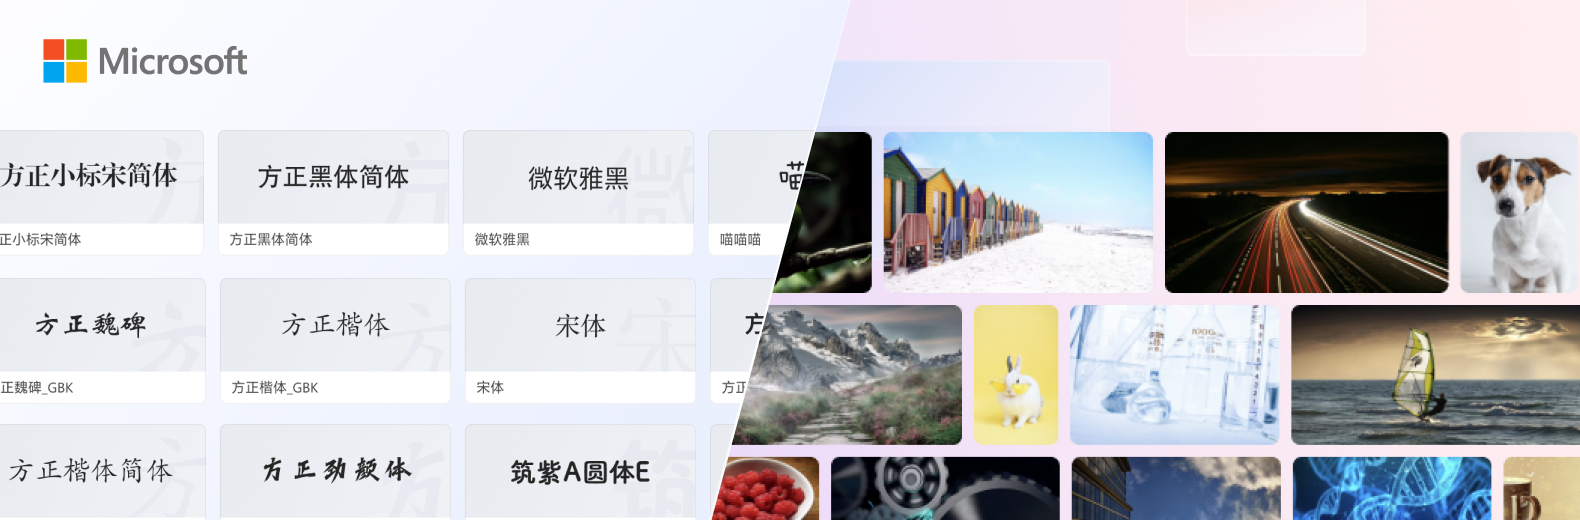 Microsoft
方正小标宋简体
方正黑体简体
微软雅黑
喵
正小标宋简体
方正黑体简体
微软雅黑
喵喵喵
方正魏碑
方正楷体
宋体
方
正魏碑_GBK
方正楷体_GBK
宋体
方正
方正楷体简体
方正劲痩体
筑紫A圆体E